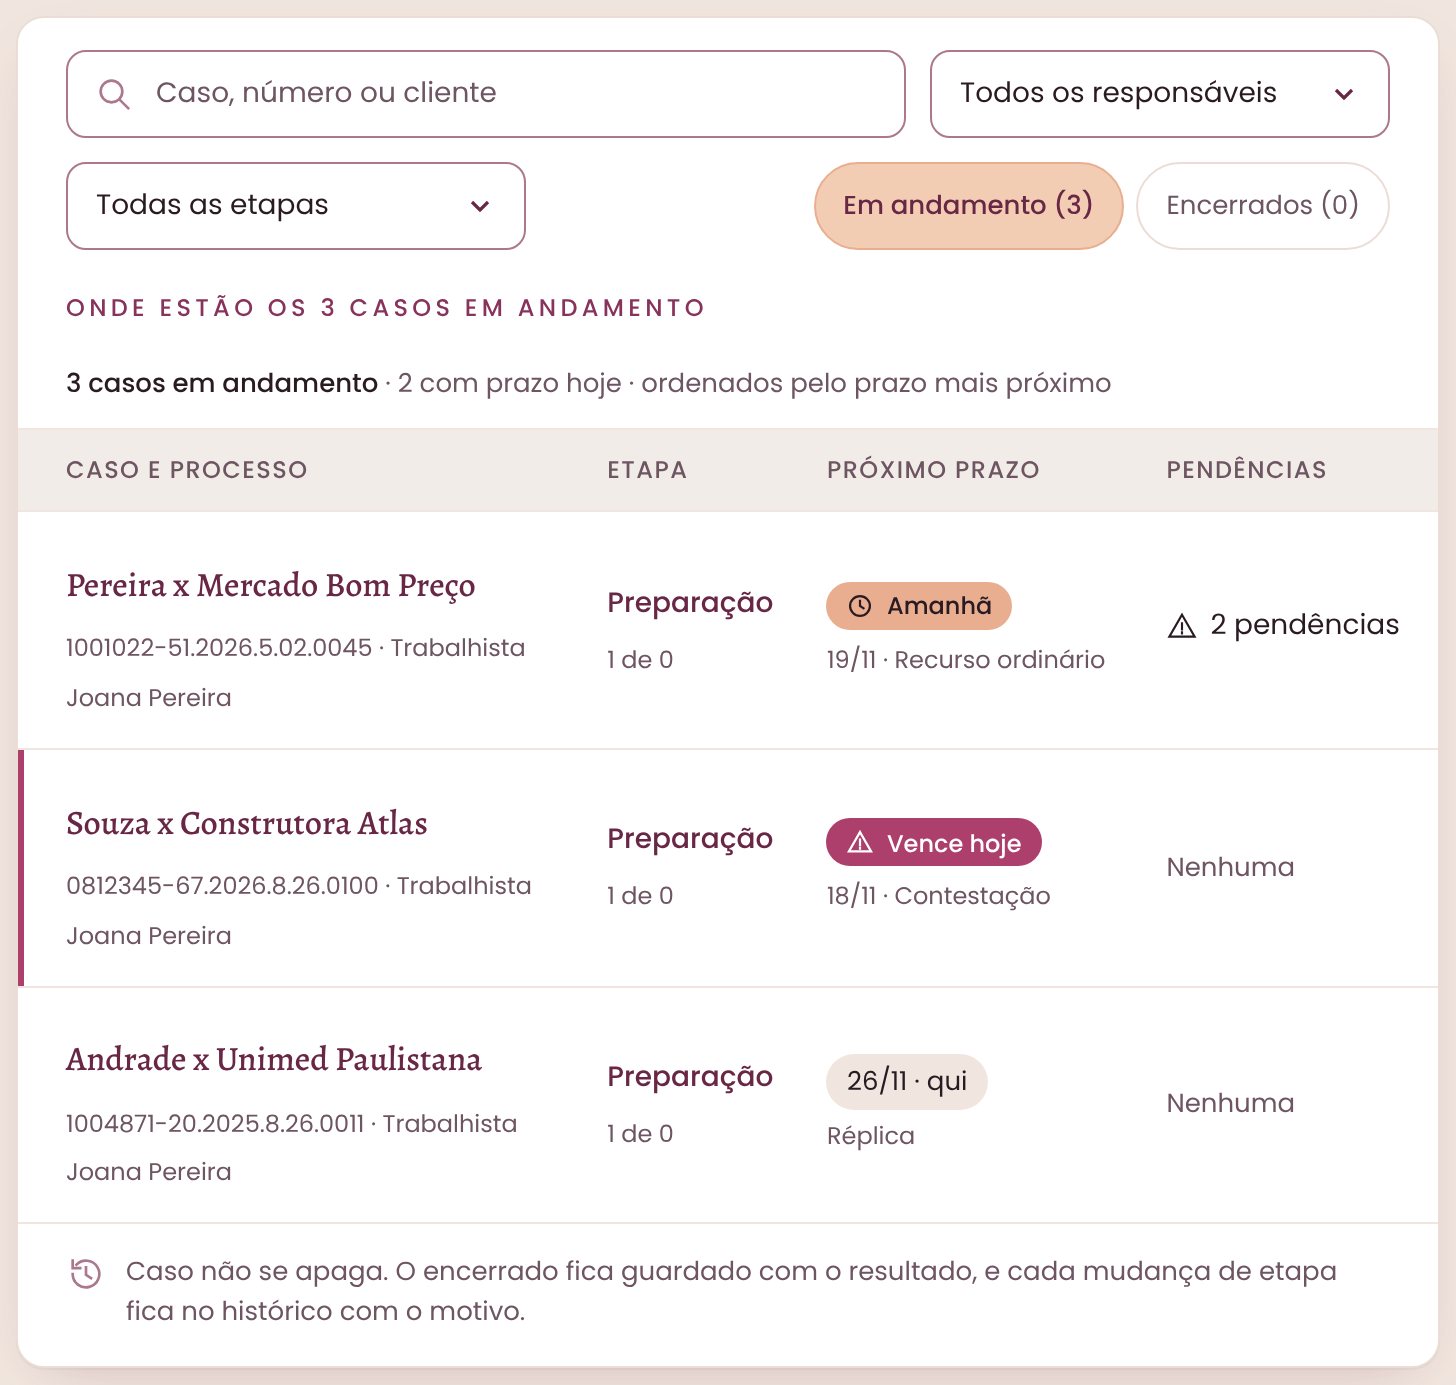 Caso, número ou cliente
Todos os responsáveis
Todas as etapas
Em andamento (3)
Encerrados (0)
ONDE ESTÃO OS 3 CASOS EM ANDAMENTO
3 casos em andamento · 2 com prazo hoje · ordenados pelo prazo mais próximo
CASO E PROCESSO
ETAPA
PRÓXIMO PRAZO
PENDÊNCIAS
Pereira x Mercado Bom Preço
1001022-51.2026.5.02.0045 · Trabalhista
Joana Pereira
Preparação
1 de 0
Amanhã
19/11 · Recurso ordinário
2 pendências
Souza x Construtora Atlas
0812345-67.2026.8.26.0100 · Trabalhista
Joana Pereira
Preparação
1 de 0
Vence hoje
18/11 · Contestação
Nenhuma
Andrade x Unimed Paulistana
1004871-20.2025.8.26.0011 · Trabalhista
Joana Pereira
Preparação
1 de 0
26/11 · qui
Réplica
Nenhuma
Caso não se apaga. O encerrado fica guardado com o resultado, e cada mudança de etapa
fica no histórico com o motivo.